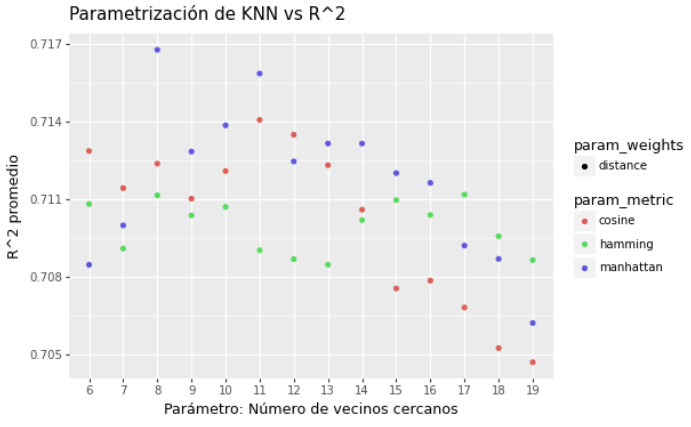 Parametrización de KNN vs R^2
0.717
0.714
0.711
0.708
0.705
R^2 promedio
6 7 8 9 10 11 12 13 14 15 16 17 18 19
Parámetro: Número de vecinos cercanos
param_weights
distance
param_metric
cosine
hamming
manhattan